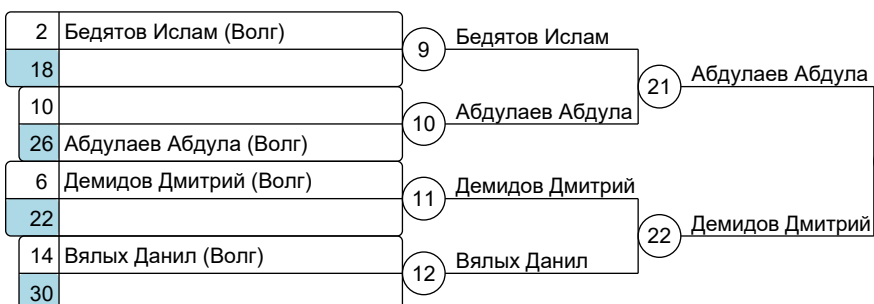 2 Бедятов Ислам (Волг)
18
10
26 Абдулаев Абдула (Волг)
6 Демидов Дмитрий (Волг)
22
14 Вялых Данил (Волг)
30
9 Бедятов Ислам
10 Абдулаев Абдула
11 Демидов Дмитрий
12 Вялых Данил
21 Абдулаев Абдула
22 Демидов Дмитрий